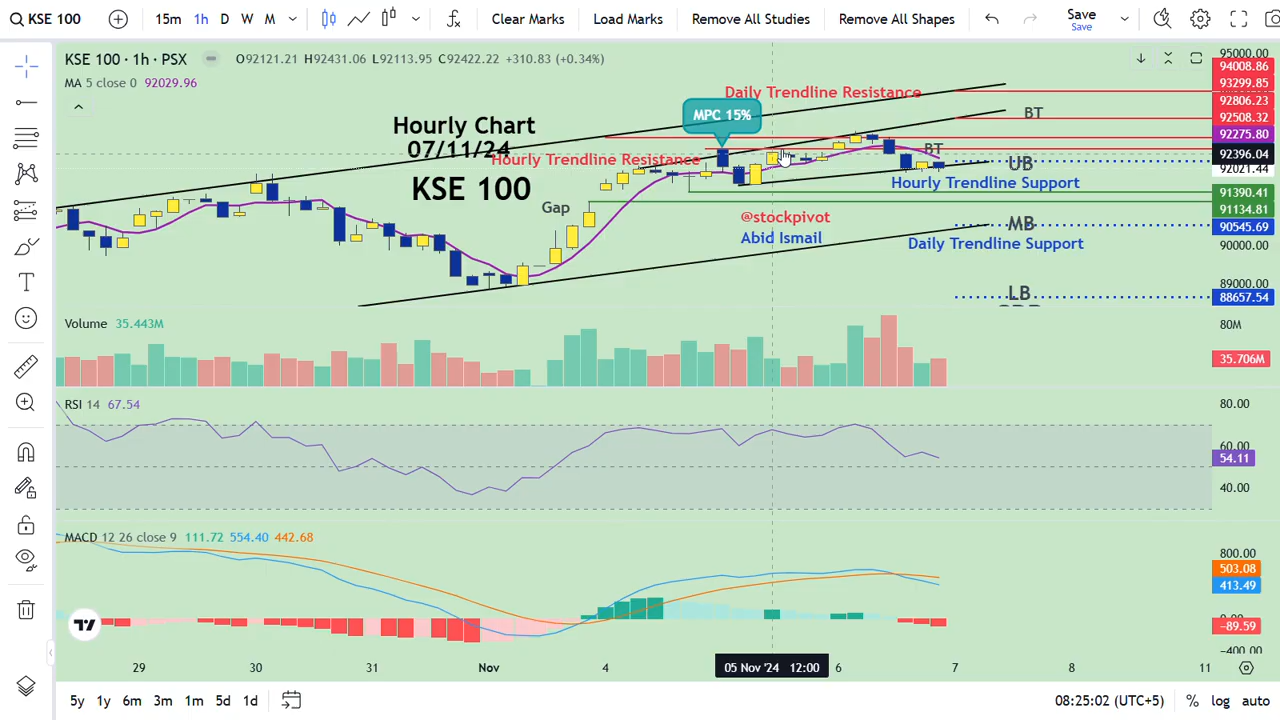 KSE 100
15m 1h D W M
Clear Marks
Load Marks
Remove All Studies
Remove All Shapes
Save
Save
KSE 100 · 1h · PSX
O92121.21 H92431.06 L92113.95 C92422.22 +310.83 (+0.34%)
MA 5 close 0 92029.96
Hourly Chart
07/11/24
KSE 100
Hourly Trendline Resistance
Daily Trendline Resistance
MPC 15%
BT
BT
UB
Hourly Trendline Support
Gap
@stockpivot
Abid Ismail
MB
Daily Trendline Support
LB
95000.00
94008.86
93299.85
92806.23
92508.32
92275.80
92396.04
92021.44
91390.41
91134.81
90545.69
90000.00
89000.00
88657.54
Volume 35.443M
80M
35.706M
RSI 14 67.54
80.00
60.00
54.11
40.00
MACD 12 26 close 9 111.72 554.40 442.68
800.00
503.08
413.49
−89.59
−400.00
29 30 31 Nov 4 05 Nov '24 12:00 6 7 8 11
5y 1y 6m 3m 1m 5d 1d
08:25:02 (UTC+5) % log auto